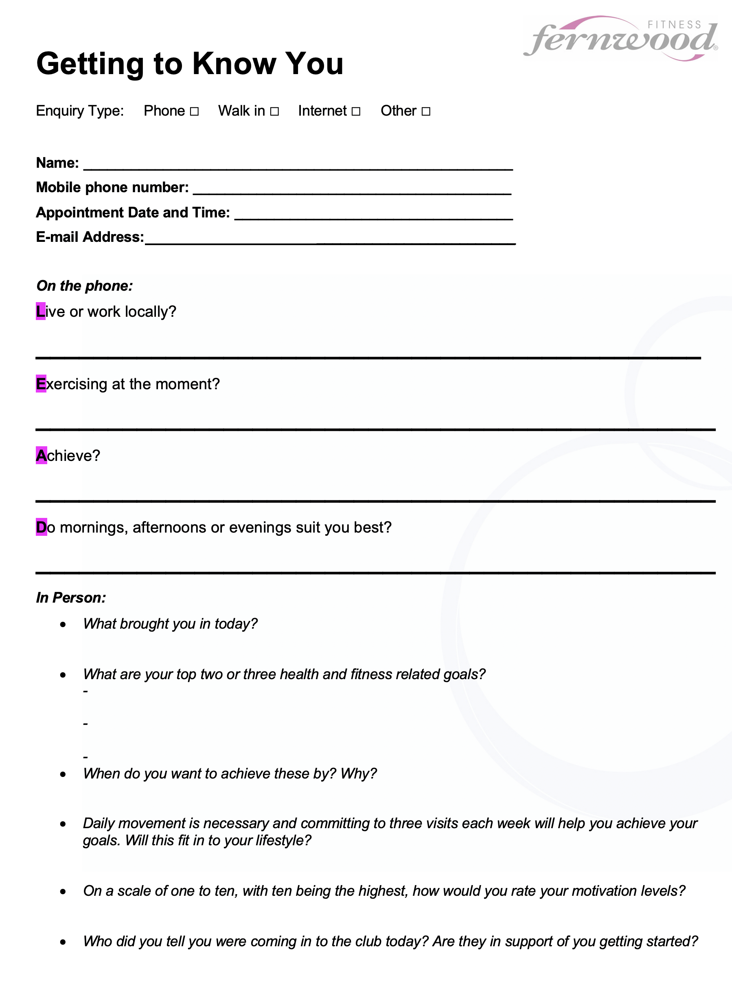 FITNESS
fernwood®
Getting to Know You
Enquiry Type: Phone □ Walk in □ Internet □ Other □
Name: ______________________________
Mobile phone number: ______________________________
Appointment Date and Time: ______________________________
E-mail Address:______________________________
On the phone:
Live or work locally?
Exercising at the moment?
Achieve?
Do mornings, afternoons or evenings suit you best?
In Person:
• What brought you in today?
• What are your top two or three health and fitness related goals?
-
-
-
• When do you want to achieve these by? Why?
• Daily movement is necessary and committing to three visits each week will help you achieve your
goals. Will this fit in to your lifestyle?
• On a scale of one to ten, with ten being the highest, how would you rate your motivation levels?
• Who did you tell you were coming in to the club today? Are they in support of you getting started?